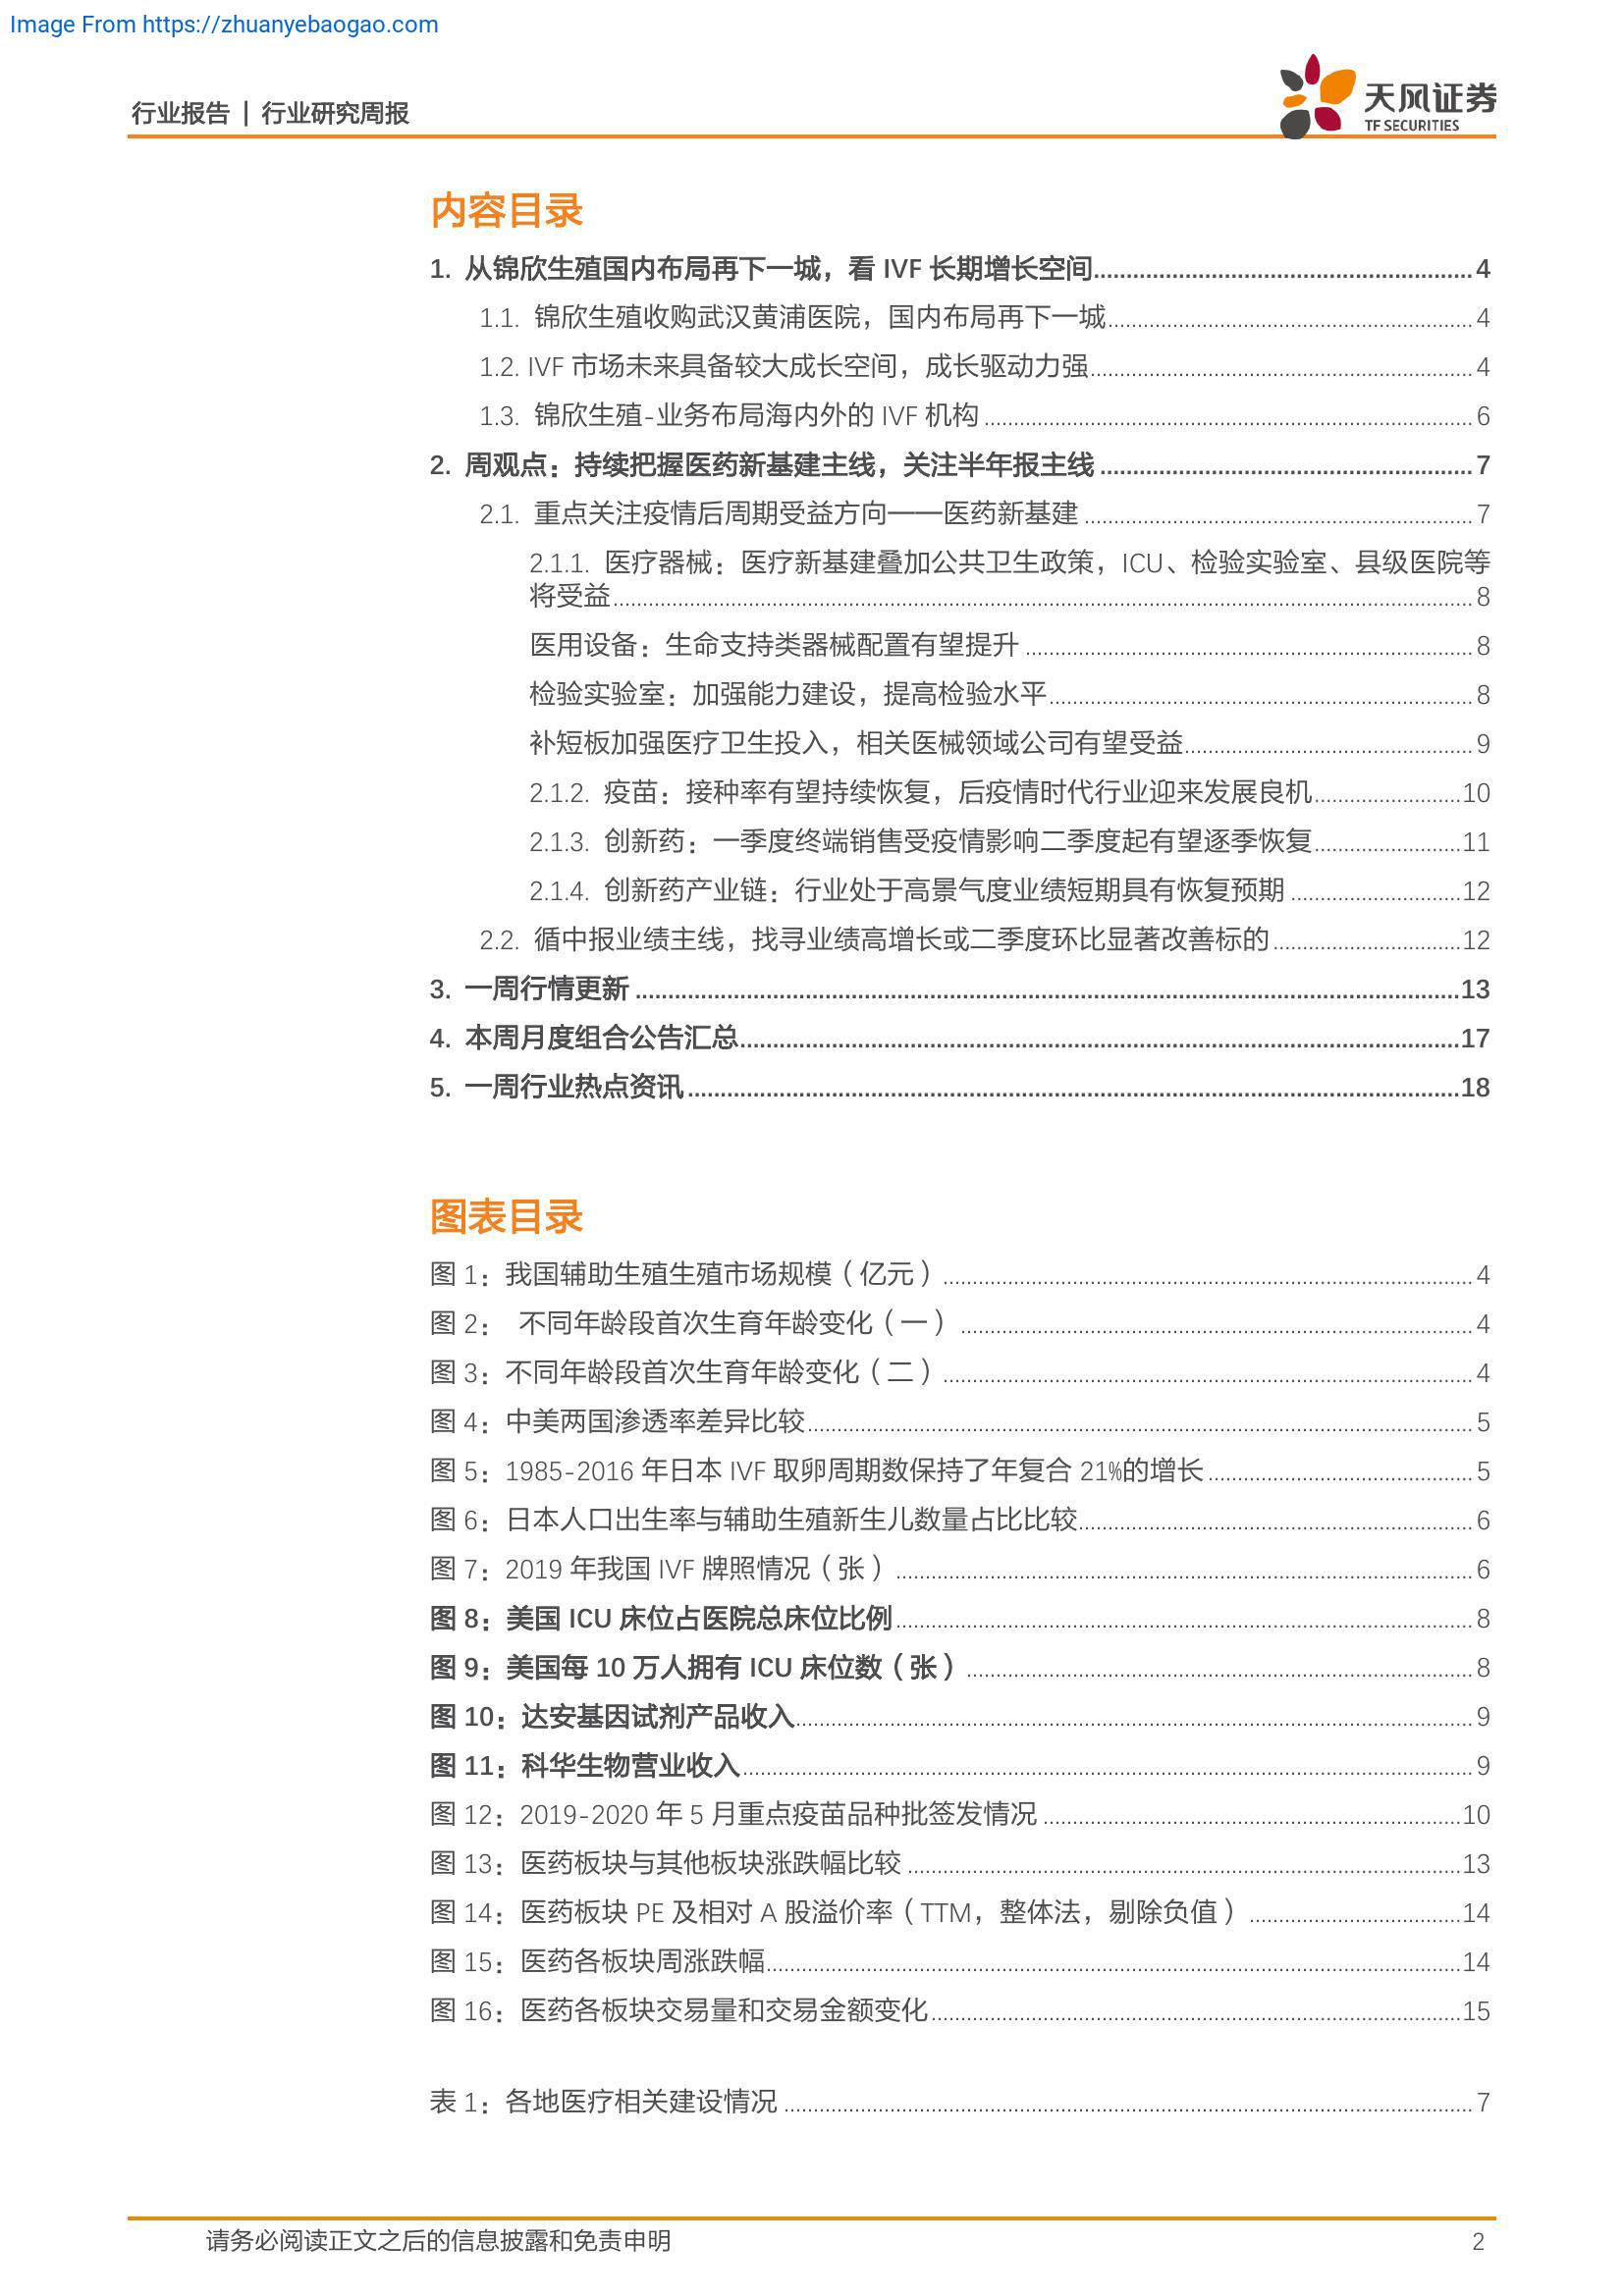 Image From https://zhuanyebaogao.com
行业报告 | 行业研究周报
天风证券
TF SECURITIES
内容目录
1. 从锦欣生殖国内布局再下一城，看 IVF 长期增长空间 4
1.1. 锦欣生殖收购武汉黄浦医院，国内布局再下一城 4
1.2. IVF 市场未来具备较大成长空间，成长驱动力强 4
1.3. 锦欣生殖-业务布局海内外的 IVF 机构 6
2. 周观点：持续把握医药新基建主线，关注半年报主线 7
2.1. 重点关注疫情后周期受益方向——医药新基建 7
2.1.1. 医疗器械：医疗新基建叠加公共卫生政策，ICU、检验实验室、县级医院等
将受益 8
医用设备：生命支持类器械配置有望提升 8
检验实验室：加强能力建设，提高检验水平 8
补短板加强医疗卫生投入，相关医械领域公司有望受益 9
2.1.2. 疫苗：接种率有望持续恢复，后疫情时代行业迎来发展良机 10
2.1.3. 创新药：一季度终端销售受疫情影响二季度起有望逐季恢复 11
2.1.4. 创新药产业链：行业处于高景气度业绩短期具有恢复预期 12
2.2. 循中报业绩主线，找寻业绩高增长或二季度环比显著改善标的 12
3. 一周行情更新 13
4. 本周月度组合公告汇总 17
5. 一周行业热点资讯 18
图表目录
图 1：我国辅助生殖生殖市场规模（亿元） 4
图 2： 不同年龄段首次生育年龄变化（一） 4
图 3：不同年龄段首次生育年龄变化（二） 4
图 4：中美两国渗透率差异比较 5
图 5：1985-2016 年日本 IVF 取卵周期数保持了年复合 21%的增长 5
图 6：日本人口出生率与辅助生殖新生儿数量占比比较 6
图 7：2019 年我国 IVF 牌照情况（张） 6
图 8：美国 ICU 床位占医院总床位比例 8
图 9：美国每 10 万人拥有 ICU 床位数（张） 8
图 10：达安基因试剂产品收入 9
图 11：科华生物营业收入 9
图 12：2019-2020 年 5 月重点疫苗品种批签发情况 10
图 13：医药板块与其他板块涨跌幅比较 13
图 14：医药板块 PE 及相对 A 股溢价率（TTM，整体法，剔除负值） 14
图 15：医药各板块周涨跌幅 14
图 16：医药各板块交易量和交易金额变化 15
表 1：各地医疗相关建设情况 7
请务必阅读正文之后的信息披露和免责申明 2